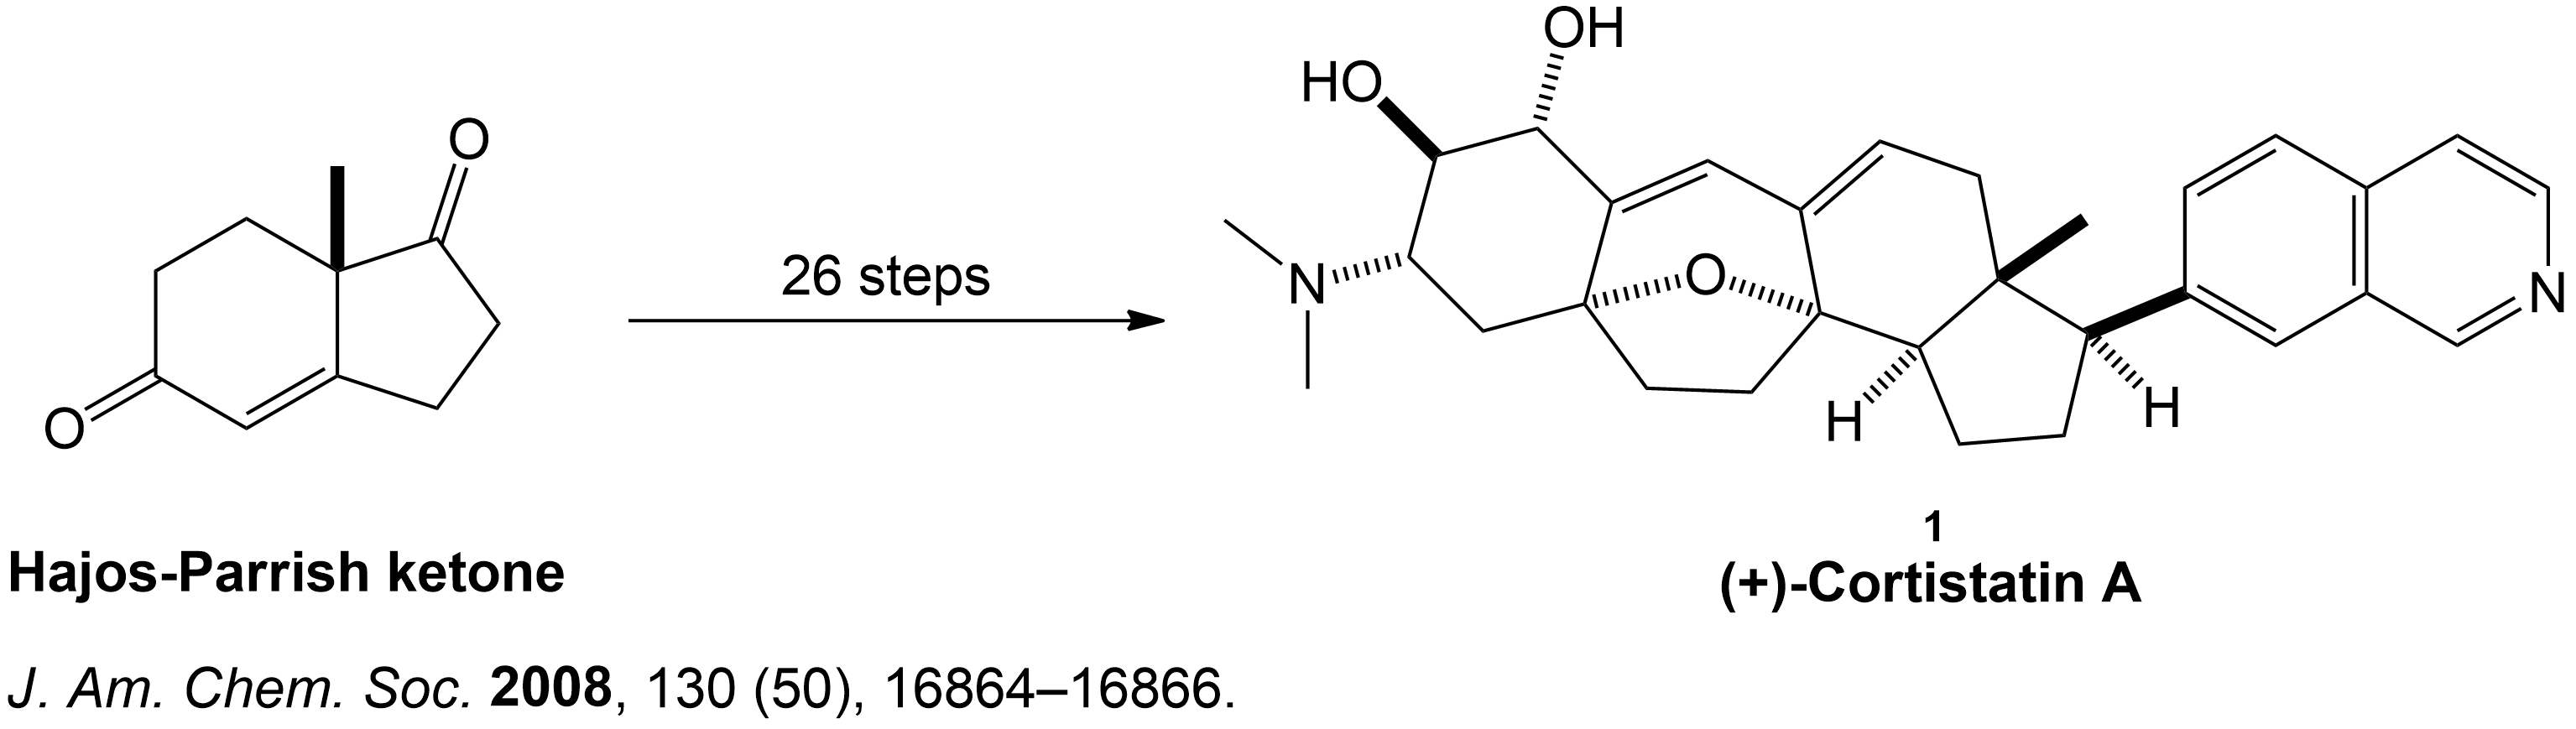 OH
HO
O
26 steps
N
O
N
O
H
H
1
Hajos-Parrish ketone
(+)-Cortistatin A
J. Am. Chem. Soc. 2008, 130 (50), 16864–16866.